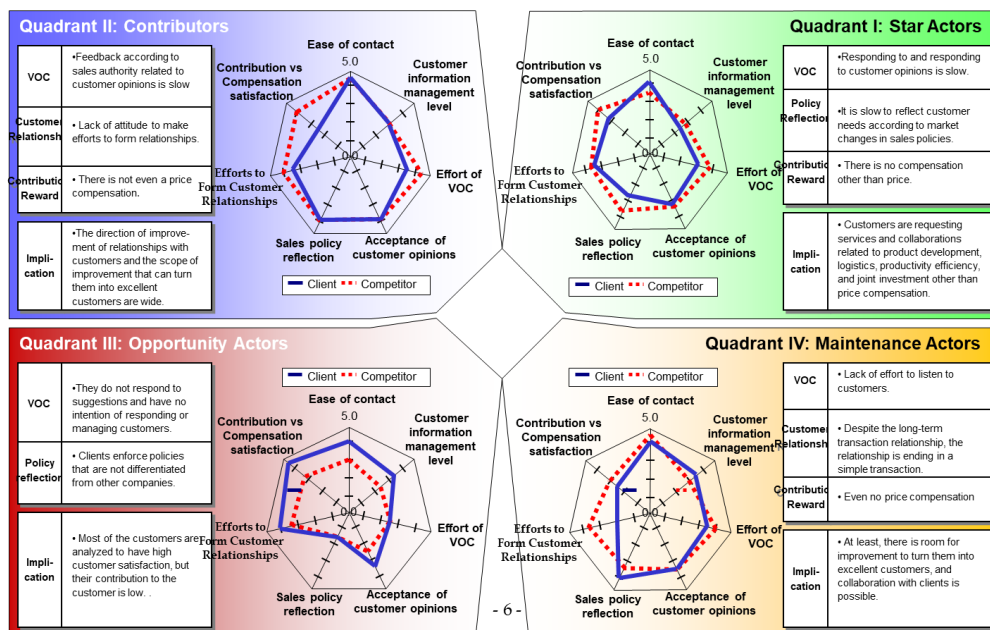 Quadrant II: Contributors
VOC
•Feedback according to
sales authority related to
customer opinions is slow
Customer
Relationship
• Lack of attitude to make
efforts to form relationships.
Contribution
Reward
• There is not even a price
compensation.
Impli-
cation
•The direction of improve-
ment of relationships with
customers and the scope of
improvement that can turn
them into excellent
customers are wide.
Ease of contact
5.0
Contribution vs
Compensation
satisfaction
Customer
information
management
level
0.0
Efforts to
Form Customer
Relationships
Effort of
VOC
Sales policy
reflection
Acceptance of
customer opinions
Client
Competitor
Quadrant I: Star Actors
Ease of contact
5.0
Contribution vs
Compensation
satisfaction
Customer
information
management
level
0.0
Efforts to
Form Customer
Relationships
Effort of
VOC
Sales policy
reflection
Acceptance of
customer opinions
Client
Competitor
VOC
•Responding to and responding
to customer opinions is slow.
Policy
Reflection
•It is slow to reflect customer
needs according to market
changes in sales policies.
Contribution
Reward
• There is no compensation
other than price.
Impli-
cation
• Customers are requesting
services and collaborations
related to product development,
logistics, productivity efficiency,
and joint investment other than
price compensation.
Quadrant III: Opportunity Actors
VOC
•They do not respond to
suggestions and have no
intention of responding or
managing customers.
Policy
reflection
• Clients enforce policies
that are not differentiated
from other companies.
Impli-
cation
• Most of the customers are
analyzed to have high
customer satisfaction, but
their contribution to the
customer is low. .
Client
Competitor
Ease of contact
5.0
Contribution vs
Compensation
satisfaction
Customer
information
management
level
0.0
Efforts to
Form Customer
Relationships
Effort of
VOC
Sales policy
reflection
Acceptance of
customer opinions
Quadrant IV: Maintenance Actors
Client
Competitor
Ease of contact
5.0
Contribution vs
Compensation
satisfaction
Customer
information
management
level
0.0
Efforts to
Form Customer
Relationships
Effort of
VOC
Sales policy
reflection
Acceptance of
customer opinions
VOC
• Lack of effort to listen to
customers.
Customer
Relationship
• Despite the long-term
transaction relationship, the
relationship is ending in a
simple transaction.
Contribution
Reward
• Even no price compensation
Impli-
cation
• At least, there is room for
improvement to turn them into
excellent customers, and
collaboration with clients is
possible.
- 6 -